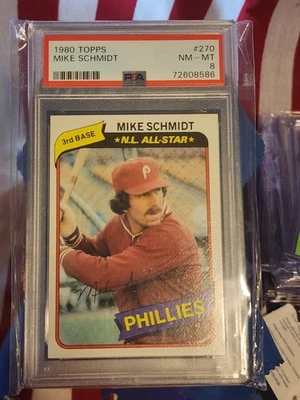 1980 TOPPS #270
MIKE SCHMIDT NM-MT
8
PSA 72608586
MIKE SCHMIDT
3rd BASE ★N.L. ALL-STAR★
P
PHILLIES